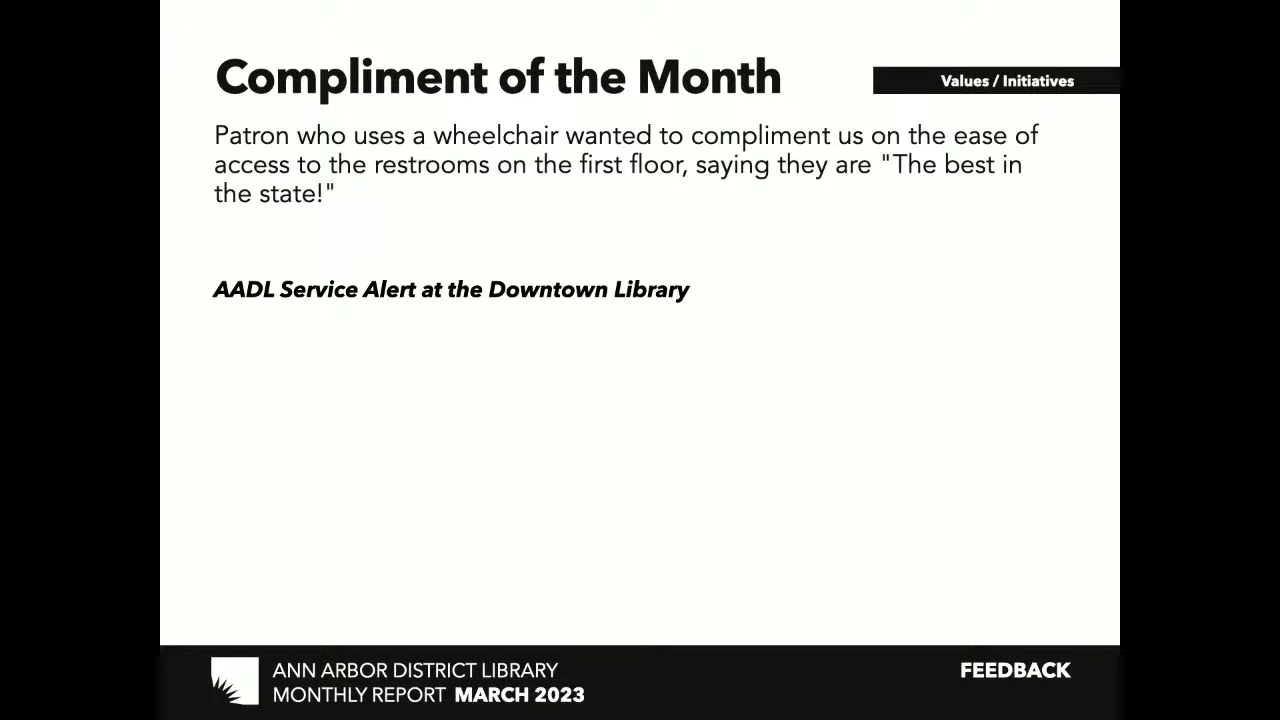 Compliment of the Month
Values / Initiatives
Patron who uses a wheelchair wanted to compliment us on the ease of
access to the restrooms on the first floor, saying they are "The best in
the state!"
AADL Service Alert at the Downtown Library
ANN ARBOR DISTRICT LIBRARY
MONTHLY REPORT MARCH 2023
FEEDBACK